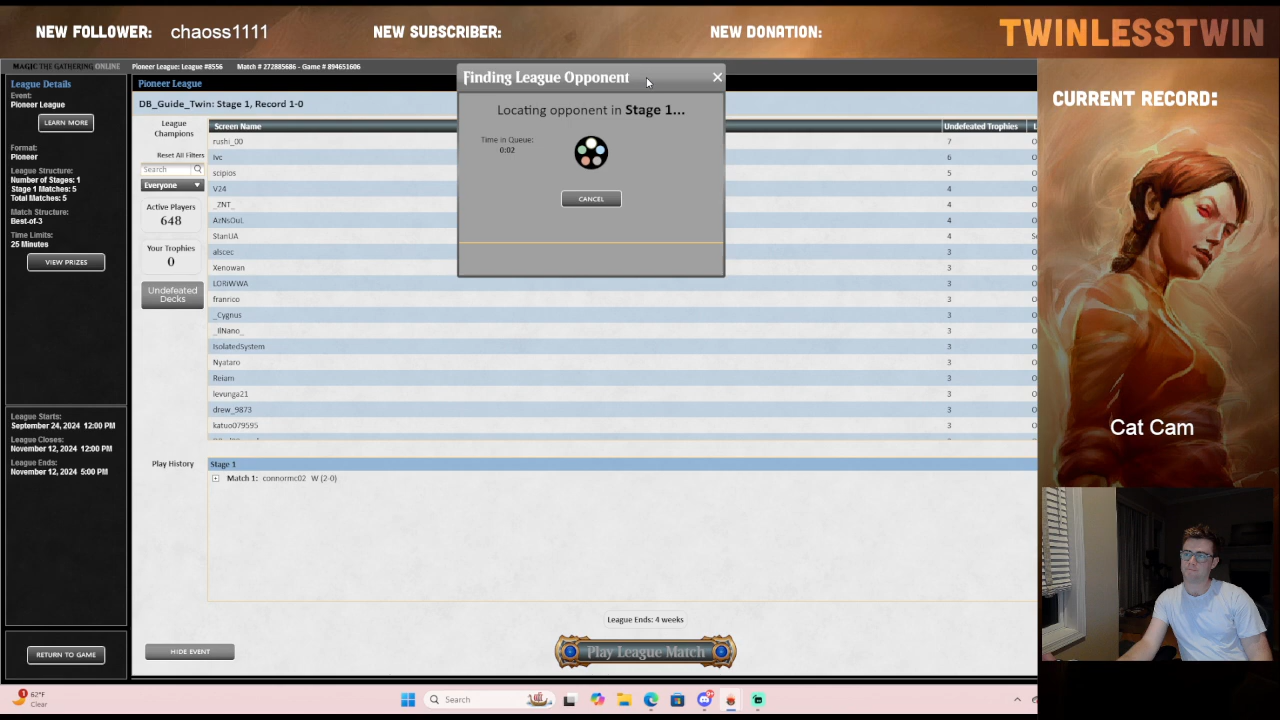 NEW FOLLOWER: chaoss1111 NEW SUBSCRIBER: NEW DONATION: TWINLESSTWIN
MAGIC THE GATHERING ONLINE Pioneer League: League #8556 Match # 272885686 - Game # 894651606
League Details
Event:
Pioneer League
LEARN MORE
Format:
Pioneer
League Structure:
Number of Stages: 1
Stage 1 Matches: 5
Total Matches: 5
Match Structure:
Best-of-3
Time Limits:
25 Minutes
VIEW PRIZES
League Starts:
September 24, 2024 12:00 PM
League Closes:
November 12, 2024 12:00 PM
League Ends:
November 12, 2024 5:00 PM
RETURN TO GAME
Pioneer League
DB_Guide_Twin: Stage 1, Record 1-0
League
Champions
Reset All Filters
Search
Everyone
Active Players
648
Your Trophies
0
Undefeated
Decks
Screen Name Undefeated Trophies
rushi_00 7
lvc 6
scipios 5
V24 4
_ZNT_ 4
AzNsOuL 4
StanUA 4
alscec 3
Xenowan 3
LORiWWA 3
franrico 3
_Cygnus 3
_IlNano_ 3
IsolatedSystem 3
Nyataro 3
Reiam 3
levunga21 3
drew_9873 3
katuo079595 3
Finding League Opponent
Locating opponent in Stage 1...
Time in Queue:
0:02
CANCEL
Play History Stage 1
Match 1: connormc02 W (2-0)
League Ends: 4 weeks
HIDE EVENT
Play League Match
CURRENT RECORD:
Cat Cam
1
62°F
Clear
Search